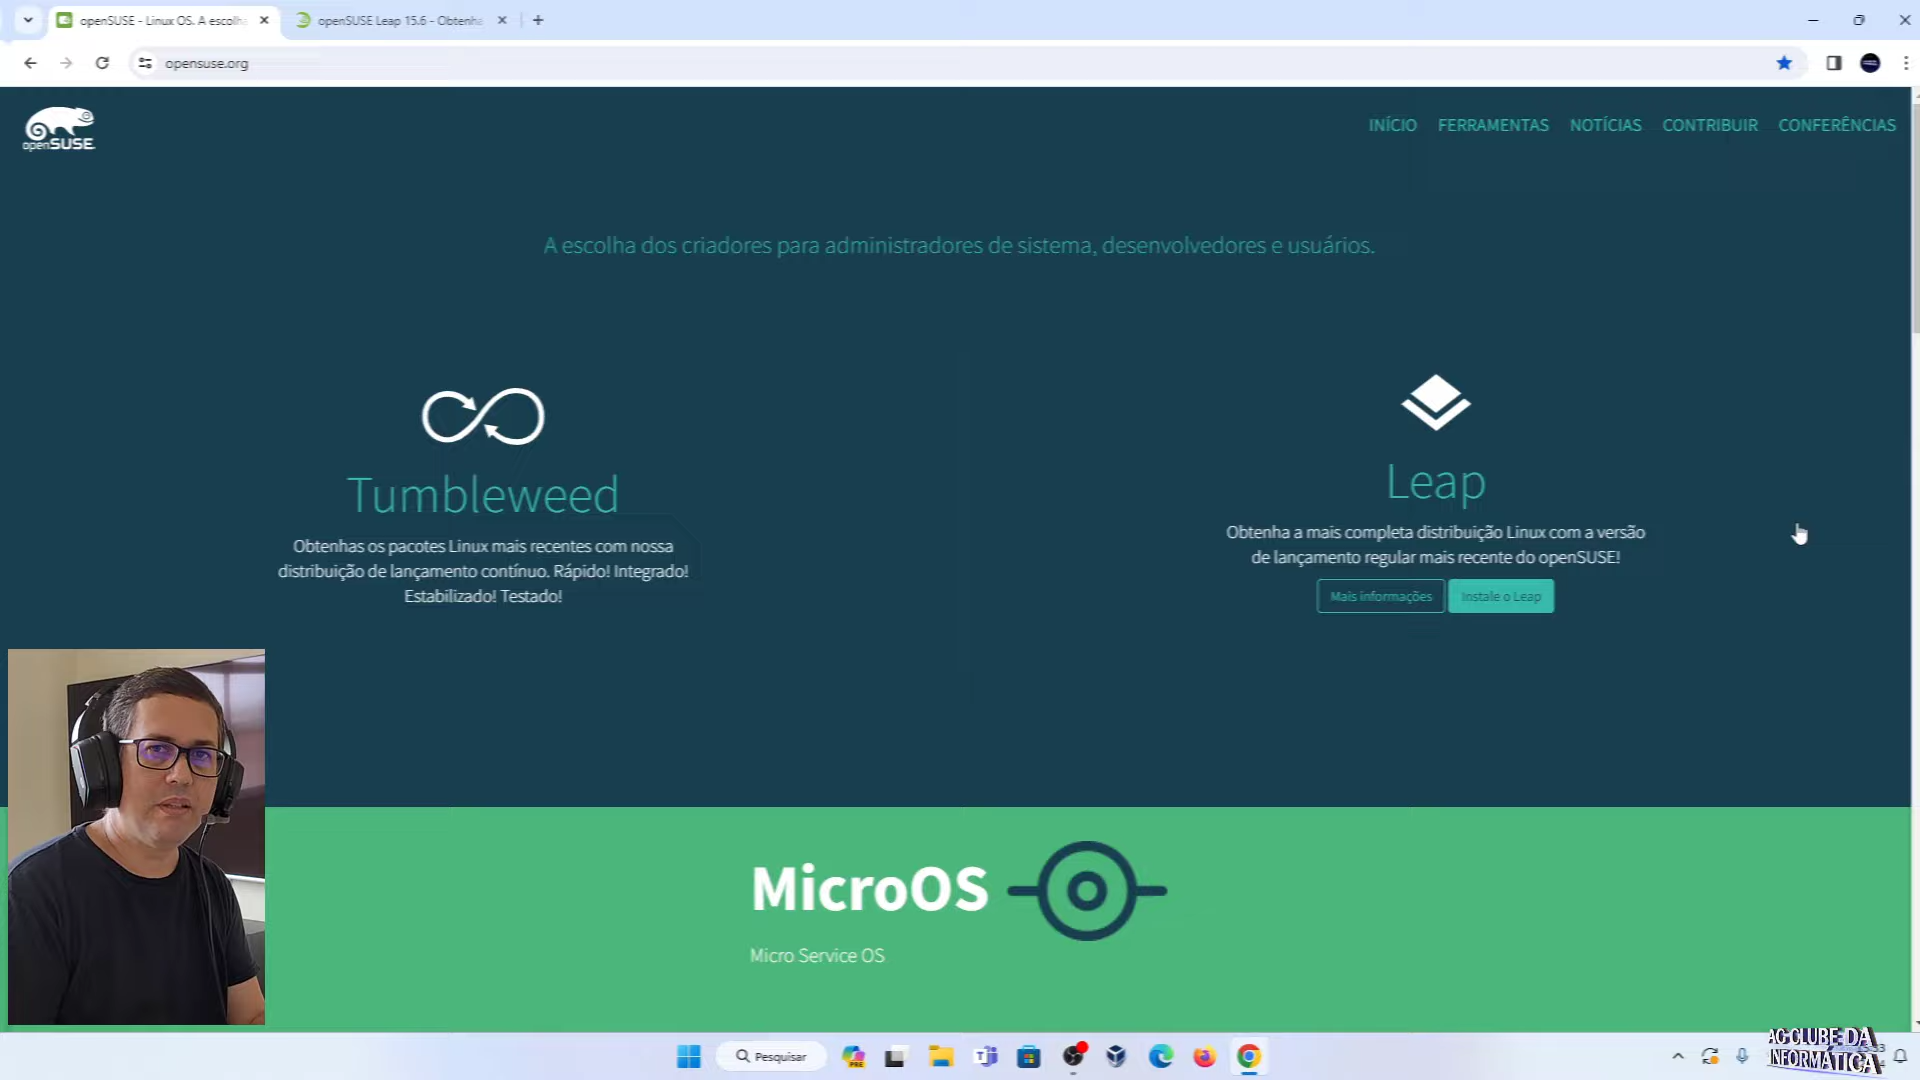 openSUSE - Linux OS. A escolh
openSUSE Leap 15.6 - Obtenha
opensuse.org
openSUSE
INÍCIO
FERRAMENTAS
NOTÍCIAS
CONTRIBUIR
CONFERÊNCIAS
A escolha dos criadores para administradores de sistema, desenvolvedores e usuários.
Tumbleweed
Obtenhas os pacotes Linux mais recentes com nossa
distribuição de lançamento contínuo. Rápido! Integrado!
Estabilizado! Testado!
Leap
Obtenha a mais completa distribuição Linux com a versão
de lançamento regular mais recente do openSUSE!
Mais informações
Instale o Leap
MicroOS
Micro Service OS
Pesquisar
PRE
AG CLUBE DA
INFORMÁTICA